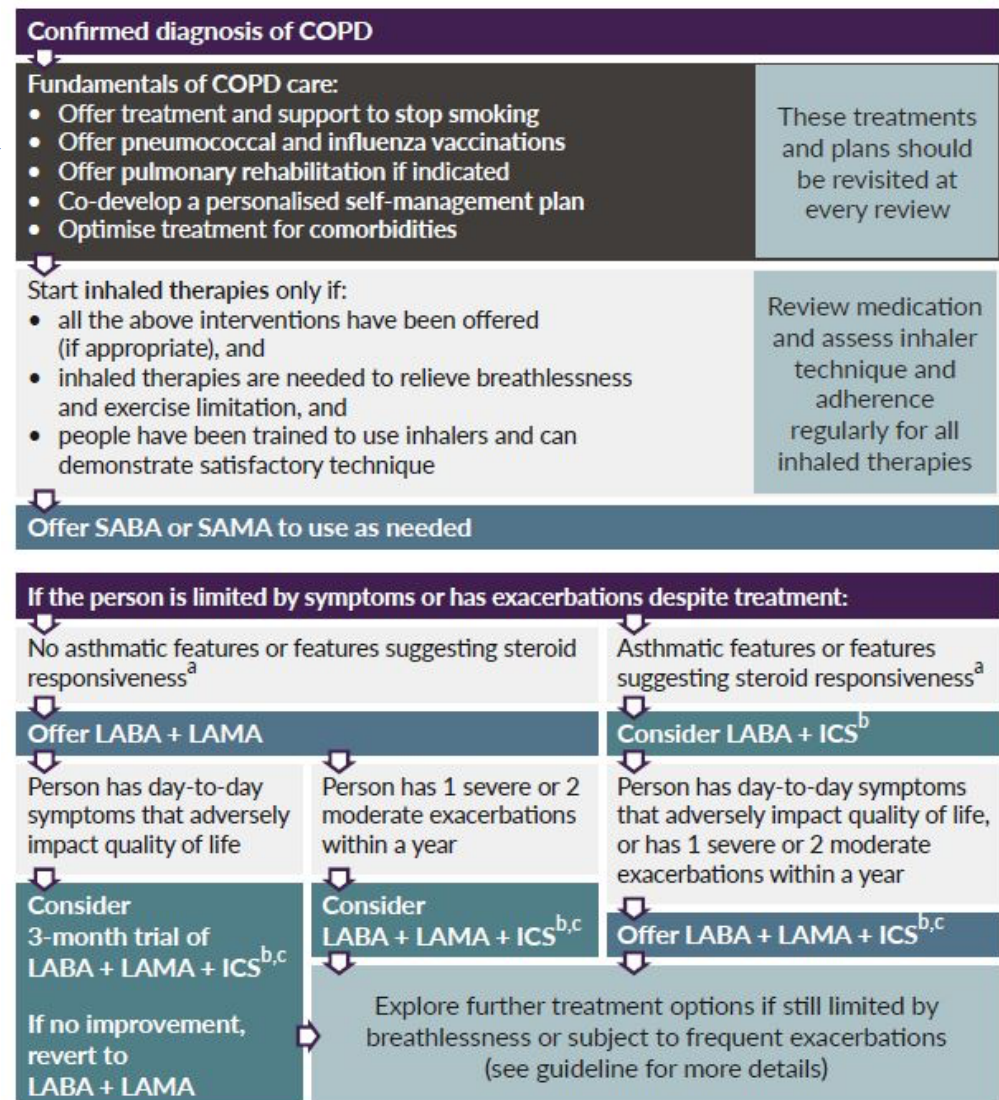 Confirmed diagnosis of COPD
Fundamentals of COPD care:
• Offer treatment and support to stop smoking
• Offer pneumococcal and influenza vaccinations
• Offer pulmonary rehabilitation if indicated
• Co-develop a personalised self-management plan
• Optimise treatment for comorbidities
These treatments
and plans should
be revisited at
every review
Start inhaled therapies only if:
• all the above interventions have been offered
(if appropriate), and
• inhaled therapies are needed to relieve breathlessness
and exercise limitation, and
• people have been trained to use inhalers and can
demonstrate satisfactory technique
Review medication
and assess inhaler
technique and
adherence
regularly for all
inhaled therapies
Offer SABA or SAMA to use as needed
If the person is limited by symptoms or has exacerbations despite treatment:
No asthmatic features or features suggesting steroid
responsiveness a
Offer LABA + LAMA
Person has day-to-day
symptoms that adversely
impact quality of life
Consider
3-month trial of
LABA + LAMA + ICS b,c
If no improvement,
revert to
LABA + LAMA
Person has 1 severe or 2
moderate exacerbations
within a year
Consider
LABA + LAMA + ICS b,c
Asthmatic features or features
suggesting steroid responsiveness a
Consider LABA + ICS b
Person has day-to-day symptoms
that adversely impact quality of life,
or has 1 severe or 2 moderate
exacerbations within a year
Offer LABA + LAMA + ICS b,c
Explore further treatment options if still limited by
breathlessness or subject to frequent exacerbations
(see guideline for more details)